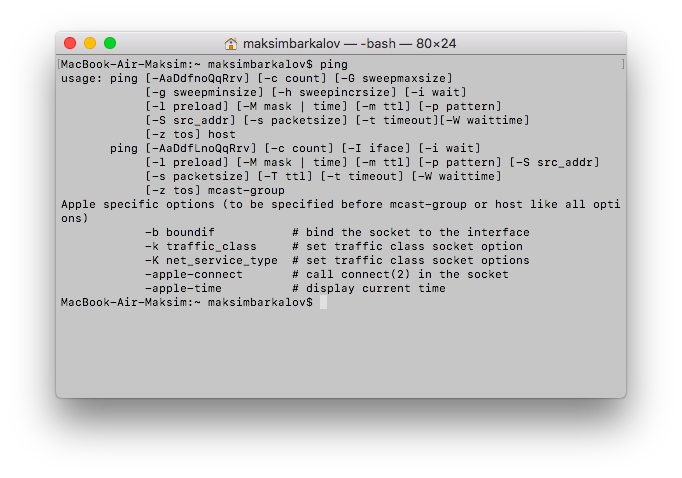 maksimbarkalov — -bash — 80×24
[MacBook-Air-Maksim:~ maksimbarkalov$ ping ]
usage: ping [-AaDdfnoQqRrv] [-c count] [-G sweepmaxsize]
            [-g sweepminsize] [-h sweepincrsize] [-i wait]
            [-l preload] [-M mask | time] [-m ttl] [-p pattern]
            [-S src_addr] [-s packetsize] [-t timeout][-W waittime]
            [-z tos] host
       ping [-AaDdfLnoQqRrv] [-c count] [-I iface] [-i wait]
            [-l preload] [-M mask | time] [-m ttl] [-p pattern] [-S src_addr]
            [-s packetsize] [-T ttl] [-t timeout] [-W waittime]
            [-z tos] mcast-group
Apple specific options (to be specified before mcast-group or host like all opti
ons)
            -b boundif           # bind the socket to the interface
            -k traffic_class     # set traffic class socket option
            -K net_service_type  # set traffic class socket options
            -apple-connect       # call connect(2) in the socket
            -apple-time          # display current time
MacBook-Air-Maksim:~ maksimbarkalov$